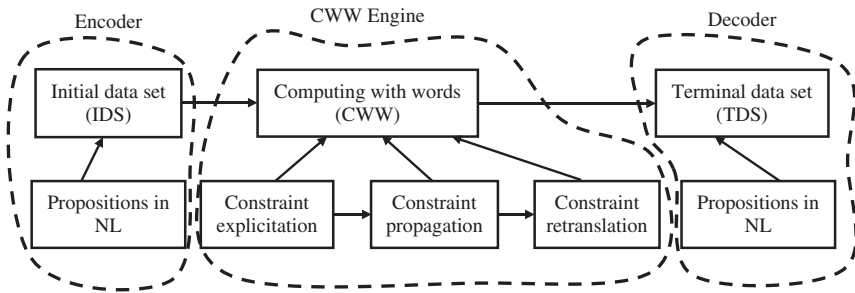 Encoder
CWW Engine
Decoder
Initial data set
(IDS)
Computing with words
(CWW)
Terminal data set
(TDS)
Propositions in
NL
Constraint
explicitation
Constraint
propagation
Constraint
retranslation
Propositions in
NL